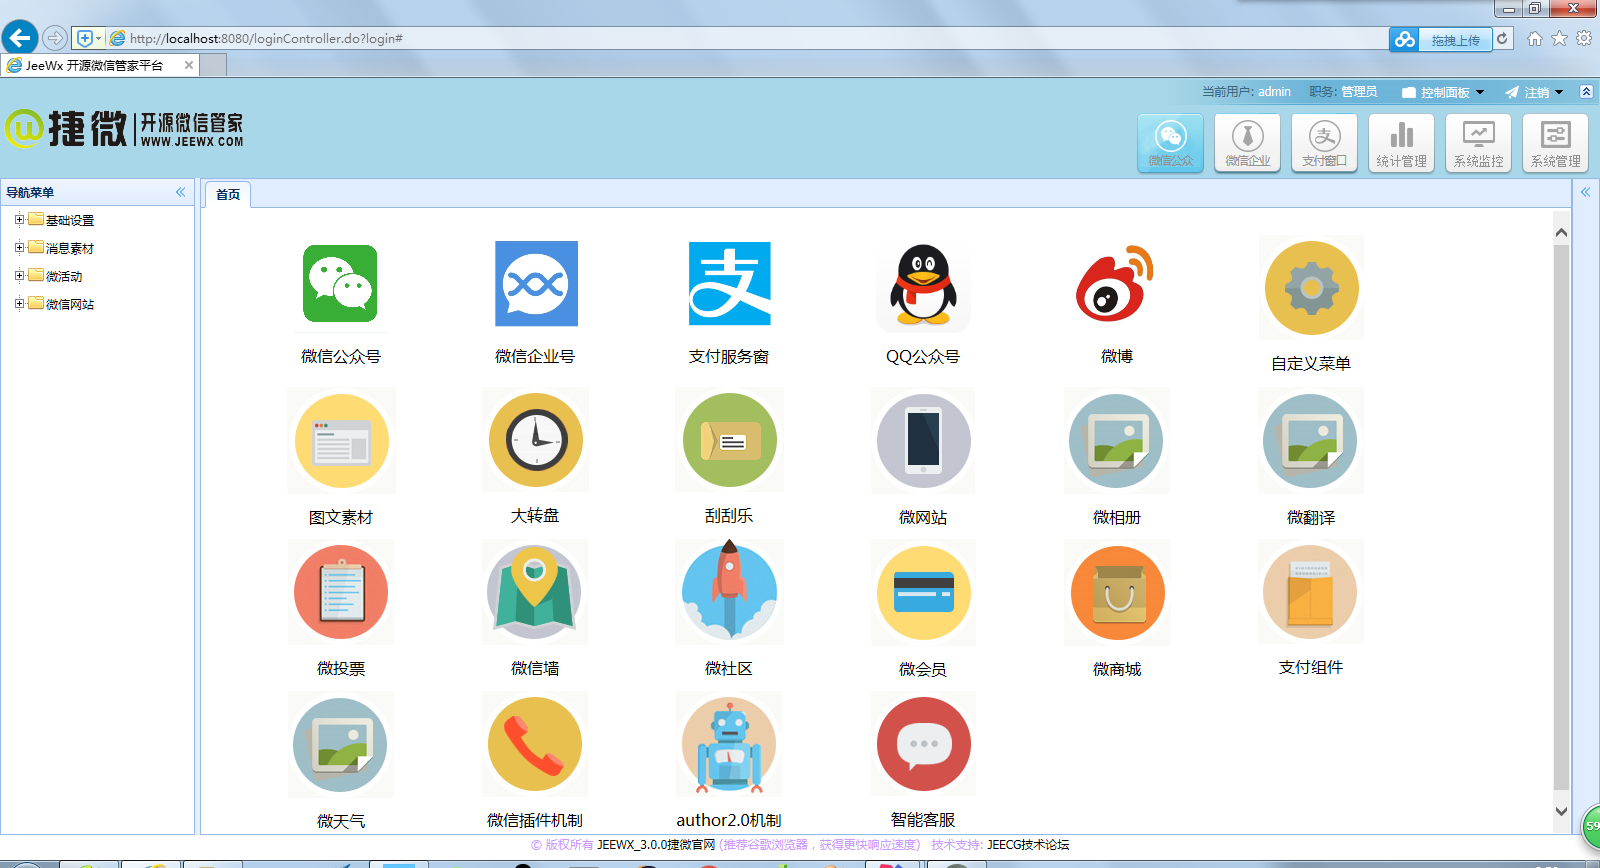 http://localhost:8080/loginController.do?login#
拖拽上传
JeeWx 开源微信管家平台
当前用户: admin 职务: 管理员 控制面板 注销
捷微 开源微信管家
WWW.JEEWX.COM
微信公众 微信企业 支付窗口 统计管理 系统监控 系统管理
导航菜单
首页
基础设置
消息素材
微活动
微信网站
微信公众号 微信企业号 支付服务窗 QQ公众号 微博 自定义菜单
图文素材 大转盘 刮刮乐 微网站 微相册 微翻译
微投票 微信墙 微社区 微会员 微商城 支付组件
微天气 微信插件机制 author2.0机制 智能客服
59
© 版权所有 JEEWX_3.0.0捷微官网 (推荐谷歌浏览器，获得更快响应速度) 技术支持: JEECG技术论坛